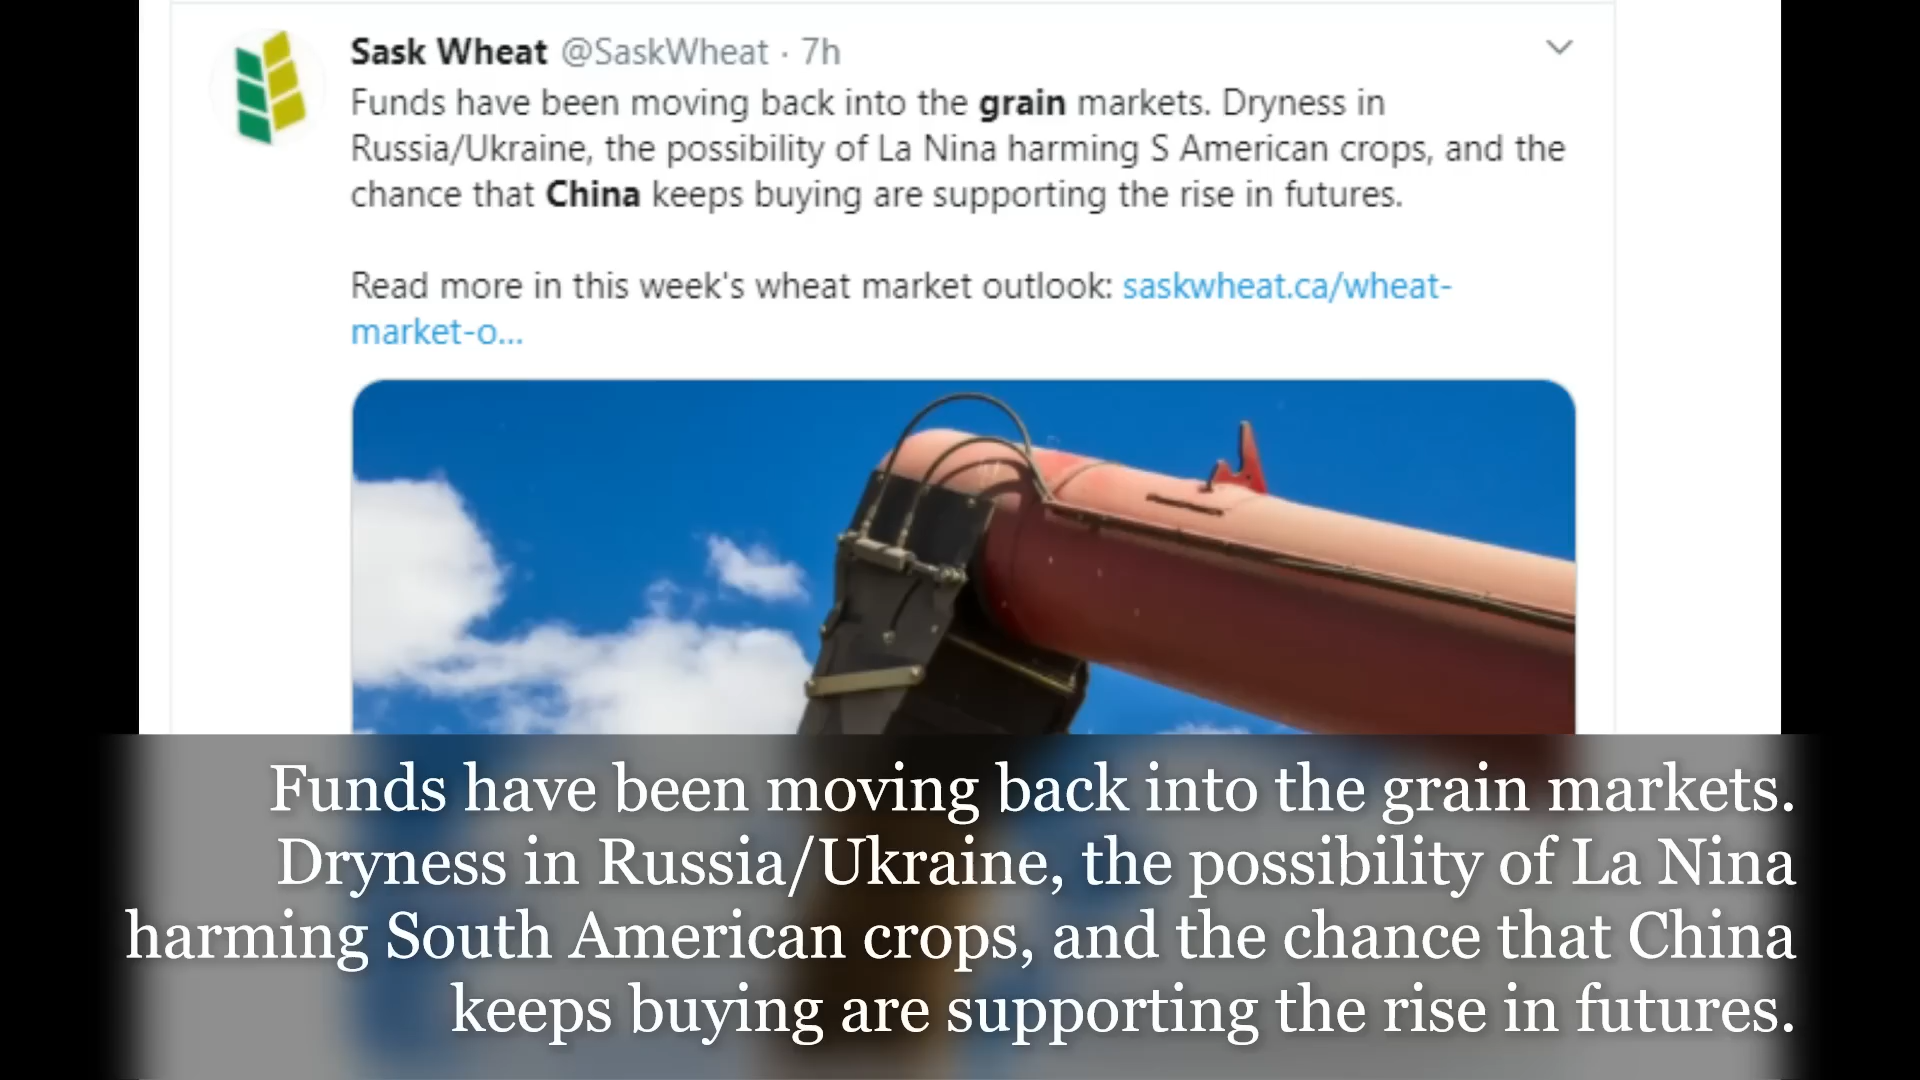 Sask Wheat @SaskWheat · 7h
Funds have been moving back into the grain markets. Dryness in
Russia/Ukraine, the possibility of La Nina harming S American crops, and the
chance that China keeps buying are supporting the rise in futures.
Read more in this week's wheat market outlook: saskwheat.ca/wheat-
market-o...
Funds have been moving back into the grain markets.
Dryness in Russia/Ukraine, the possibility of La Nina
harming South American crops, and the chance that China
keeps buying are supporting the rise in futures.